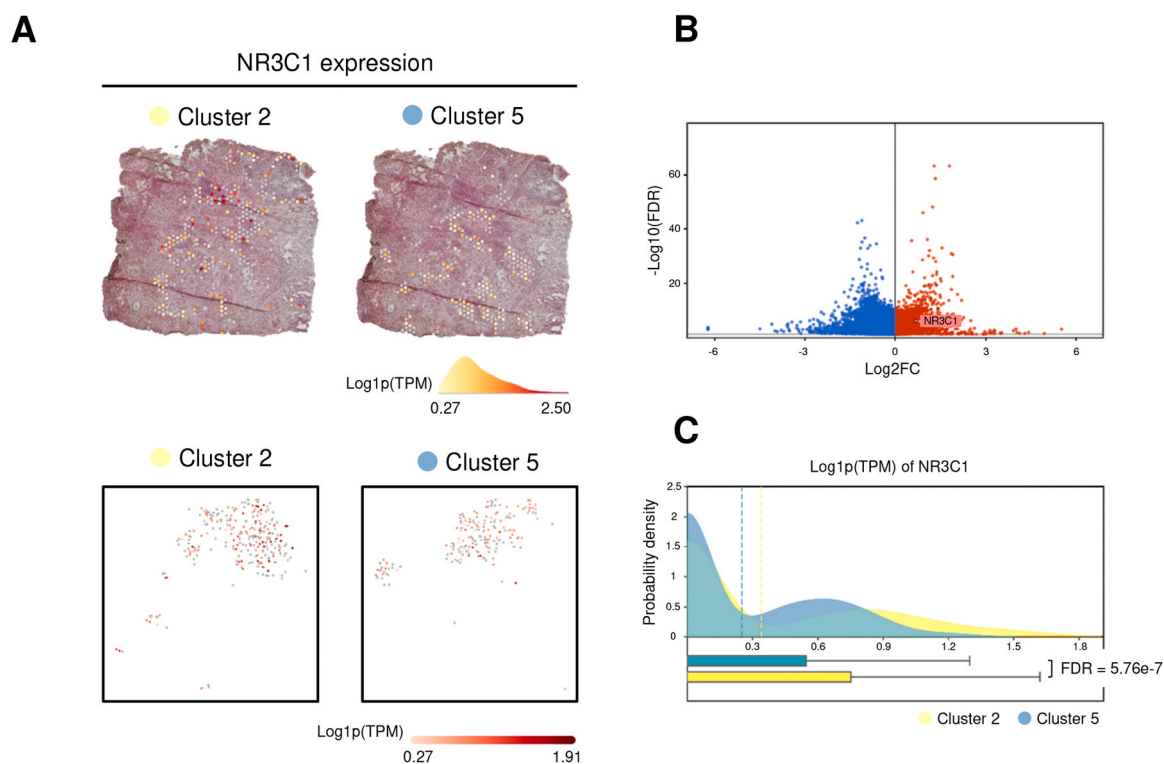 A
NR3C1 expression
Cluster 2
Cluster 5
Log1p(TPM)
0.27
2.50
Cluster 2
Cluster 5
Log1p(TPM)
0.27
1.91
B
-Log10(FDR)
60
40
20
NR3C1
-6
-3
0
3
6
Log2FC
C
Log1p(TPM) of NR3C1
Probability density
2.5
2
1.5
1
0.5
0
0.3
0.6
0.9
1.2
1.5
1.8
FDR = 5.76e-7
Cluster 2
Cluster 5